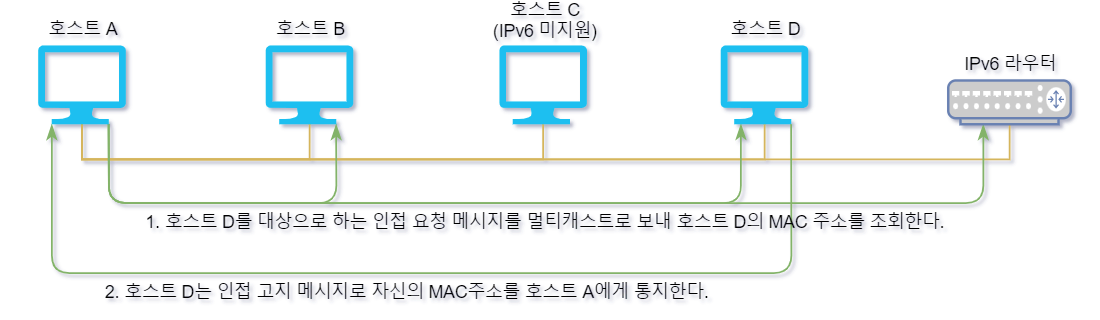 호스트 A
호스트 B
호스트 C
(IPv6 미지원)
호스트 D
IPv6 라우터
1. 호스트 D를 대상으로 하는 인접 요청 메시지를 멀티캐스트로 보내 호스트 D의 MAC 주소를 조회한다.
2. 호스트 D는 인접 고지 메시지로 자신의 MAC주소를 호스트 A에게 통지한다.